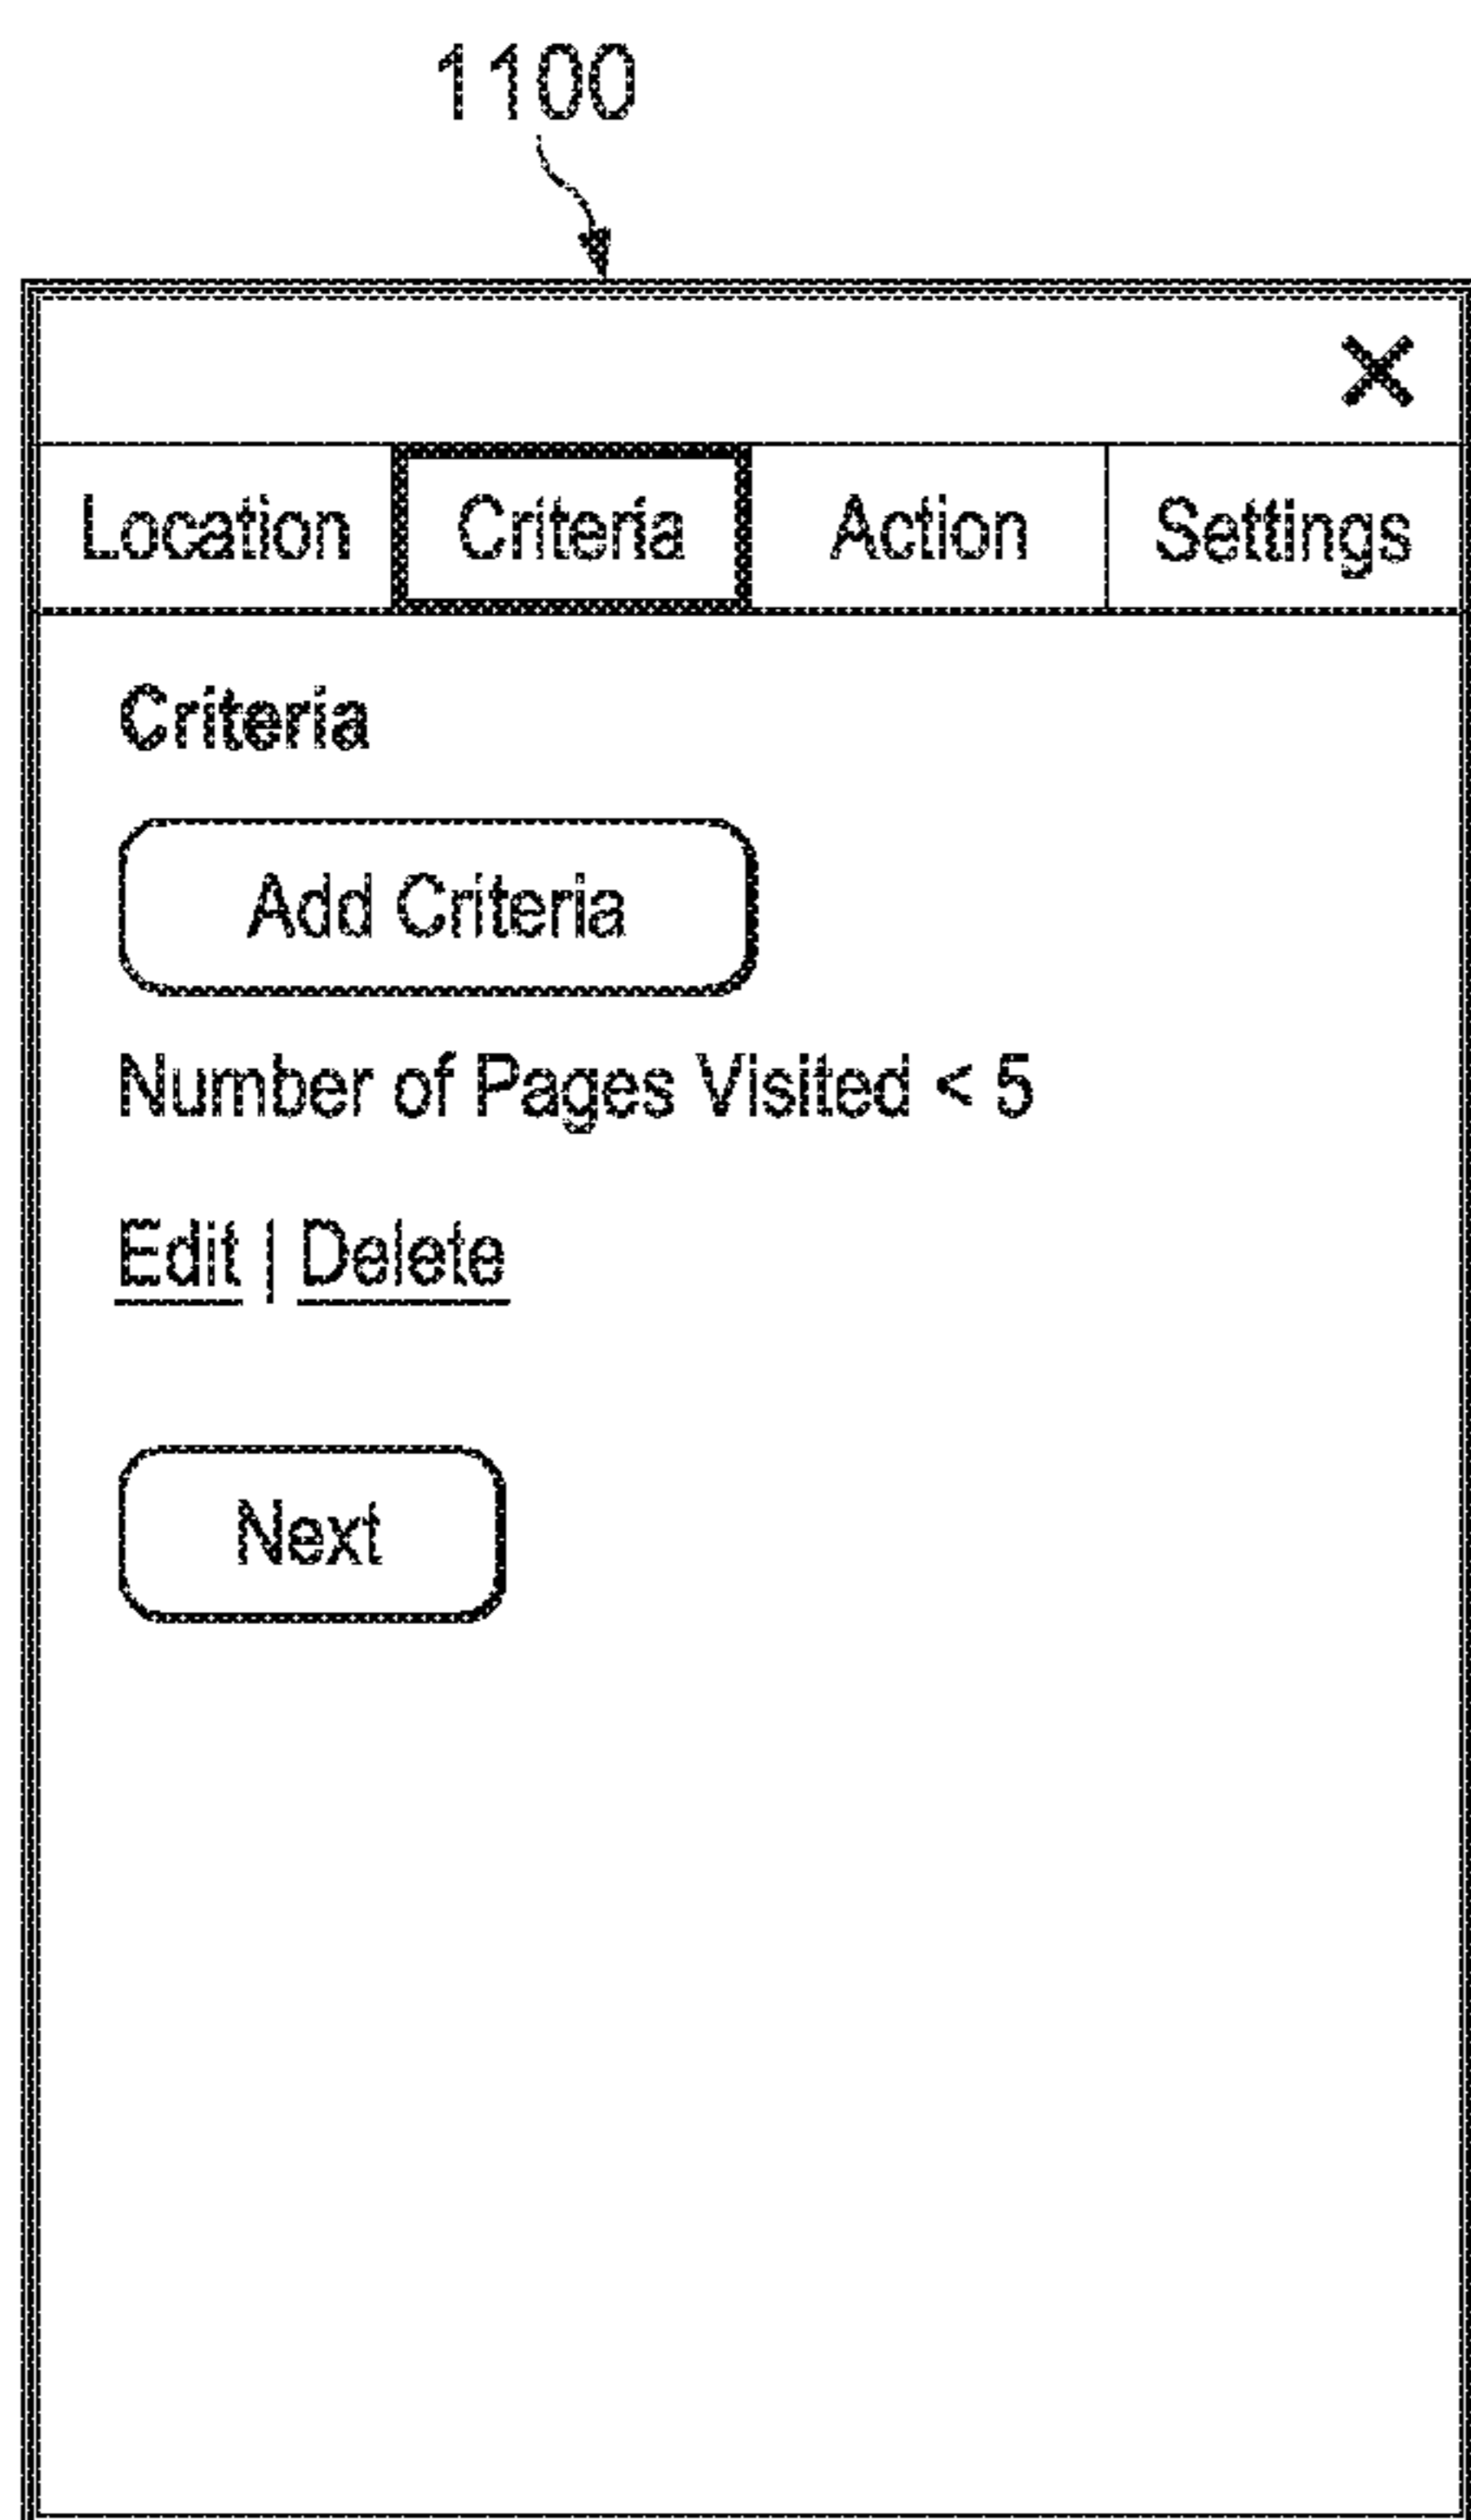 1100
Location Criteria Action Settings
Criteria
Add Criteria
Number of Pages Visited < 5
Edit | Delete
Next